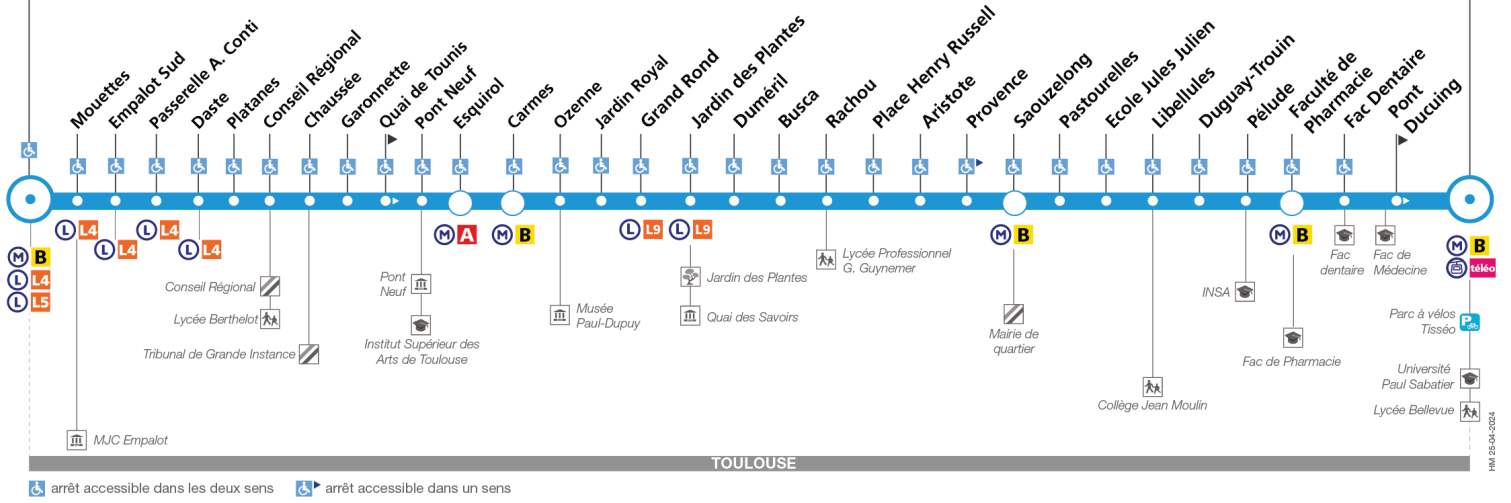 Mouettes
Empalot Sud
Passerelle A. Conti
Daste
Platanes
Conseil Régional
Chaussée
Garonnette
Quai de Tounis
Pont Neuf
Esquirol
Carmes
Ozenne
Jardin Royal
Grand Rond
Jardin des Plantes
Duméril
Busca
Rachou
Place Henry Russell
Aristote
Provence
Saouzelong
Pastourelles
Ecole Jules Julien
Libellules
Duguay-Trouin
Pélude
Faculté de
Pharmacie
Fac Dentaire
Pont
Ducuing
M B
L L4
L L5
L L4
L L4
L L4
L L4
M A
M B
L L9
L L9
M B
M B
M B
téléo
Conseil Régional
Lycée Berthelot
Tribunal de Grande Instance
MJC Empalot
Pont
Neuf
Institut Supérieur des
Arts de Toulouse
Musée
Paul-Dupuy
Jardin des Plantes
Quai des Savoirs
Lycée Professionnel
G. Guynemer
Mairie de
quartier
Collège Jean Moulin
INSA
Fac de Pharmacie
Fac
dentaire
Fac de
Médecine
Parc à vélos
Tisséo
P
Université
Paul Sabatier
Lycée Bellevue
HM 25-04-2024
TOULOUSE
arrêt accessible dans les deux sens
arrêt accessible dans un sens